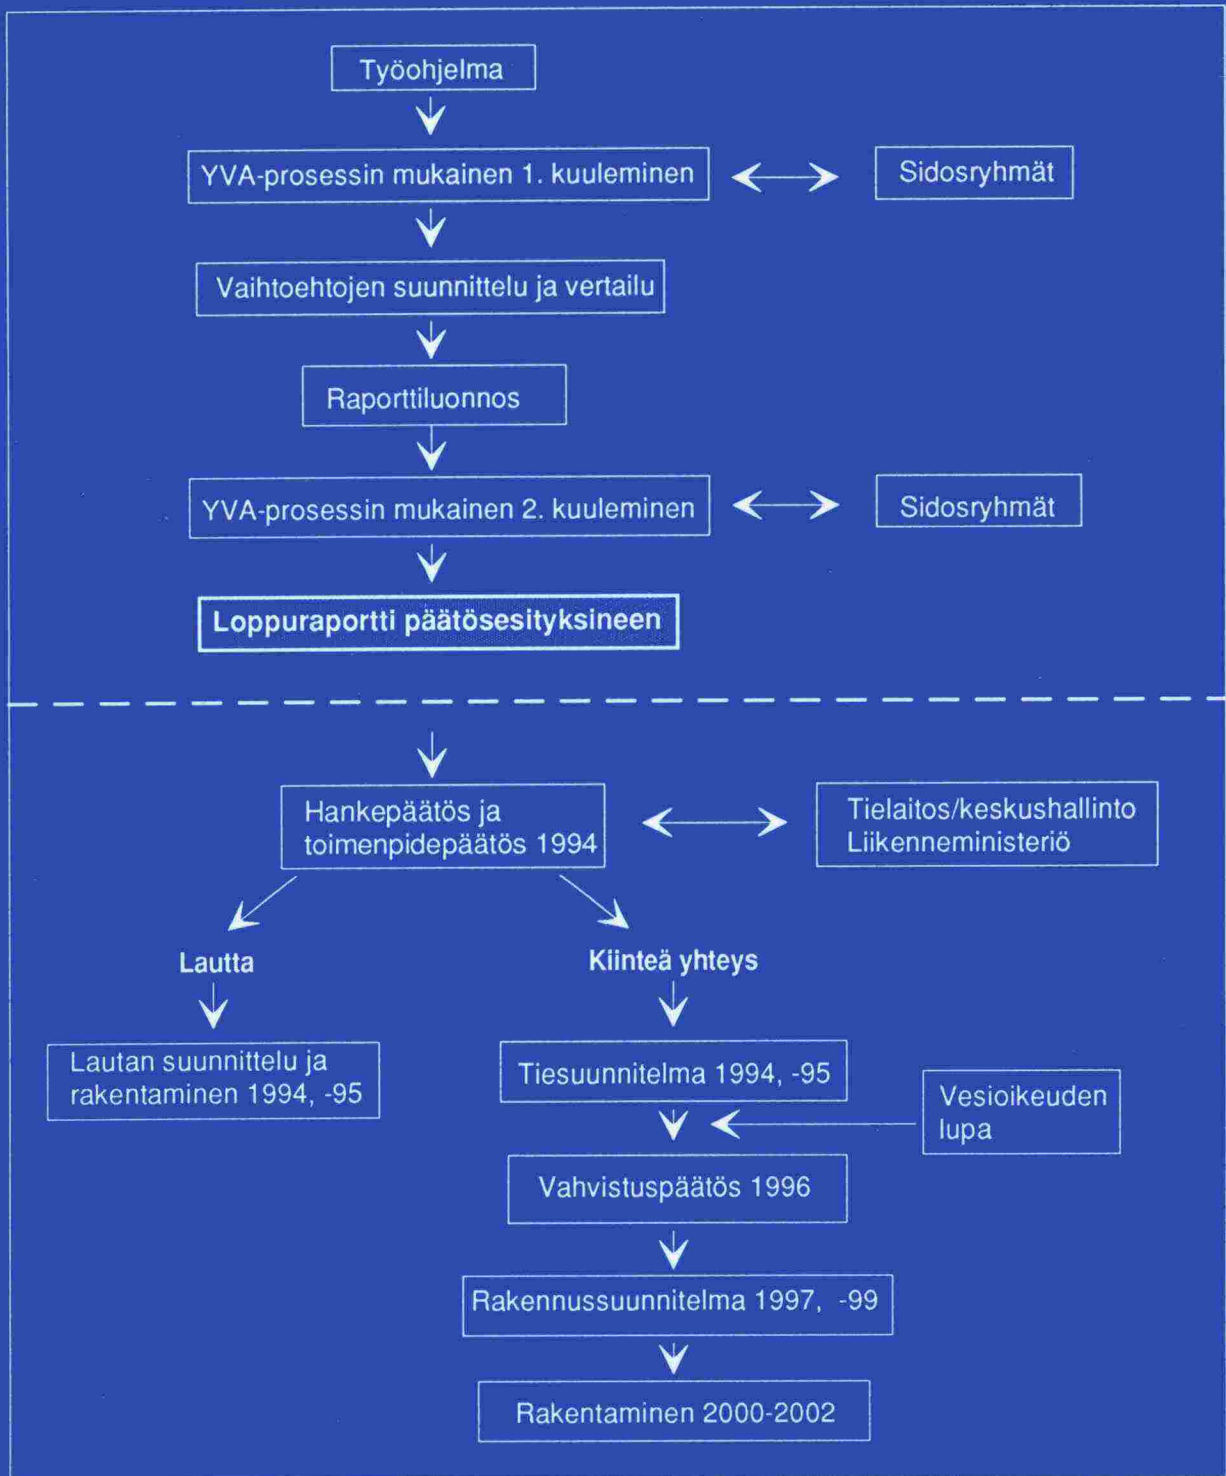 Työohjelma
YVA-prosessin mukainen 1. kuuleminen
Sidosryhmät
Vaihtoehtojen suunnittelu ja vertailu
Raporttiluonnos
YVA-prosessin mukainen 2. kuuleminen
Sidosryhmät
Loppuraportti päätösesityksineen
Hankepäätös ja
toimenpidepäätös 1994
Tielaitos/keskushallinto
Liikenneministeriö
Lautta
Kiinteä yhteys
Lautan suunnittelu ja
rakentaminen 1994, -95
Tiesuunnitelma 1994, -95
Vesioikeuden
lupa
Vahvistuspäätös 1996
Rakennussuunnitelma 1997, -99
Rakentaminen 2000-2002